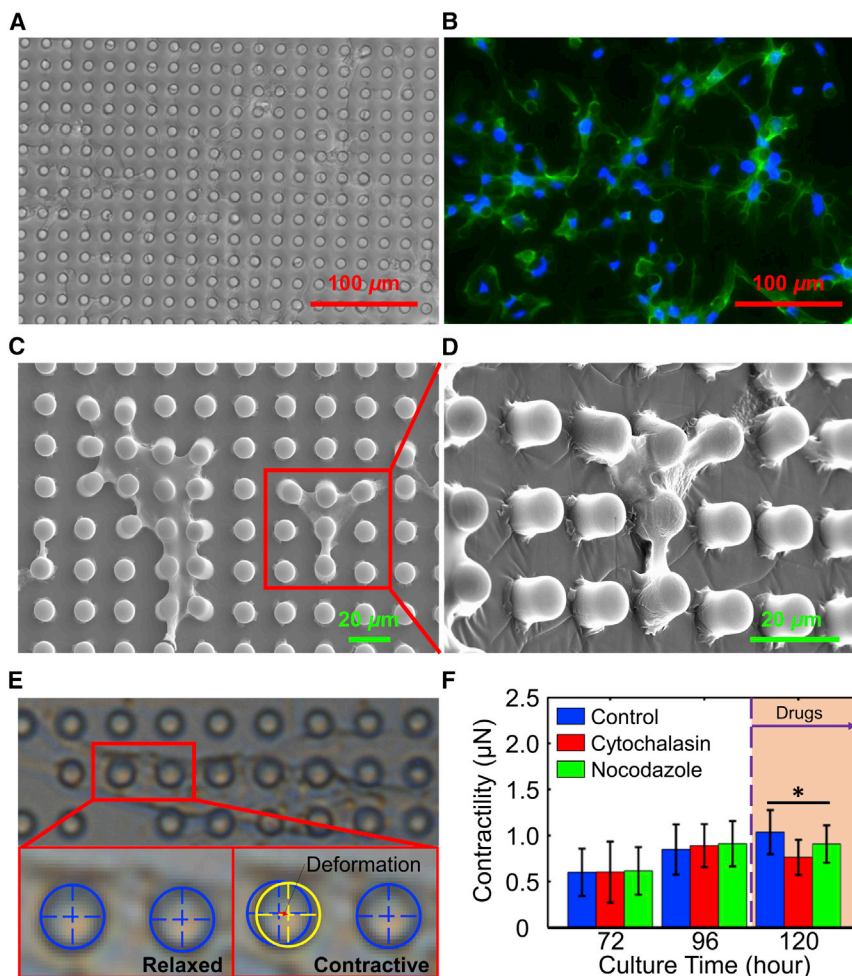 A
B
100 µm
100 µm
C
D
20 µm
20 µm
E
Deformation
Relaxed
Contractive
F
2.5
2.0
1.5
1.0
0.5
0
Contractility (µN)
Control
Cytochalasin
Nocodazole
Drugs
*
72 96 120
Culture Time (hour)